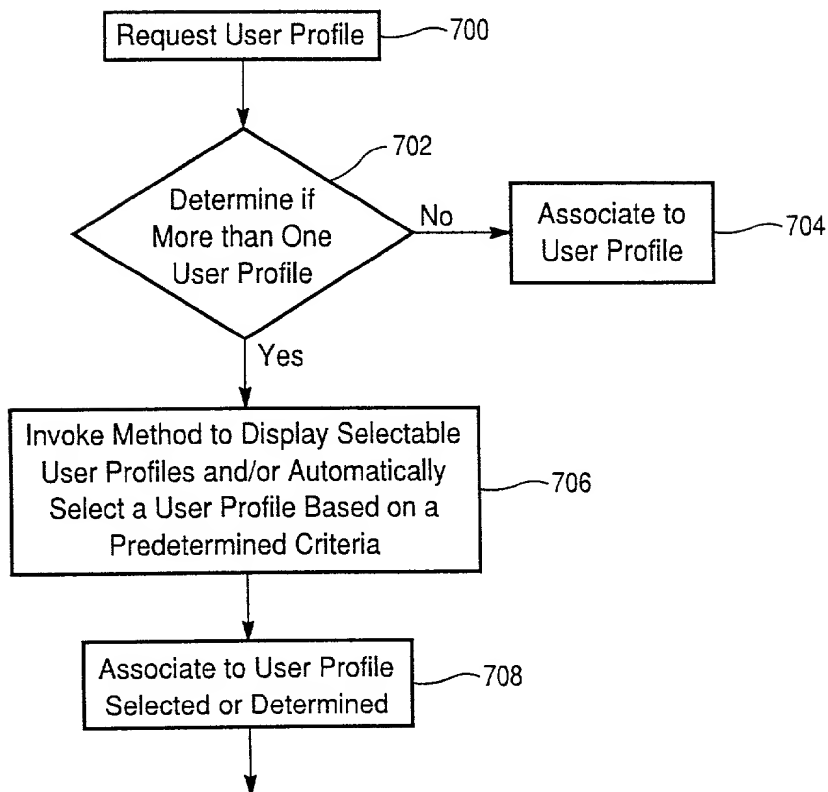 Request User Profile
700
702
Determine if
More than One
User Profile
No
Associate to
User Profile
704
Yes
Invoke Method to Display Selectable
User Profiles and/or Automatically
Select a User Profile Based on a
Predetermined Criteria
706
Associate to User Profile
Selected or Determined
708